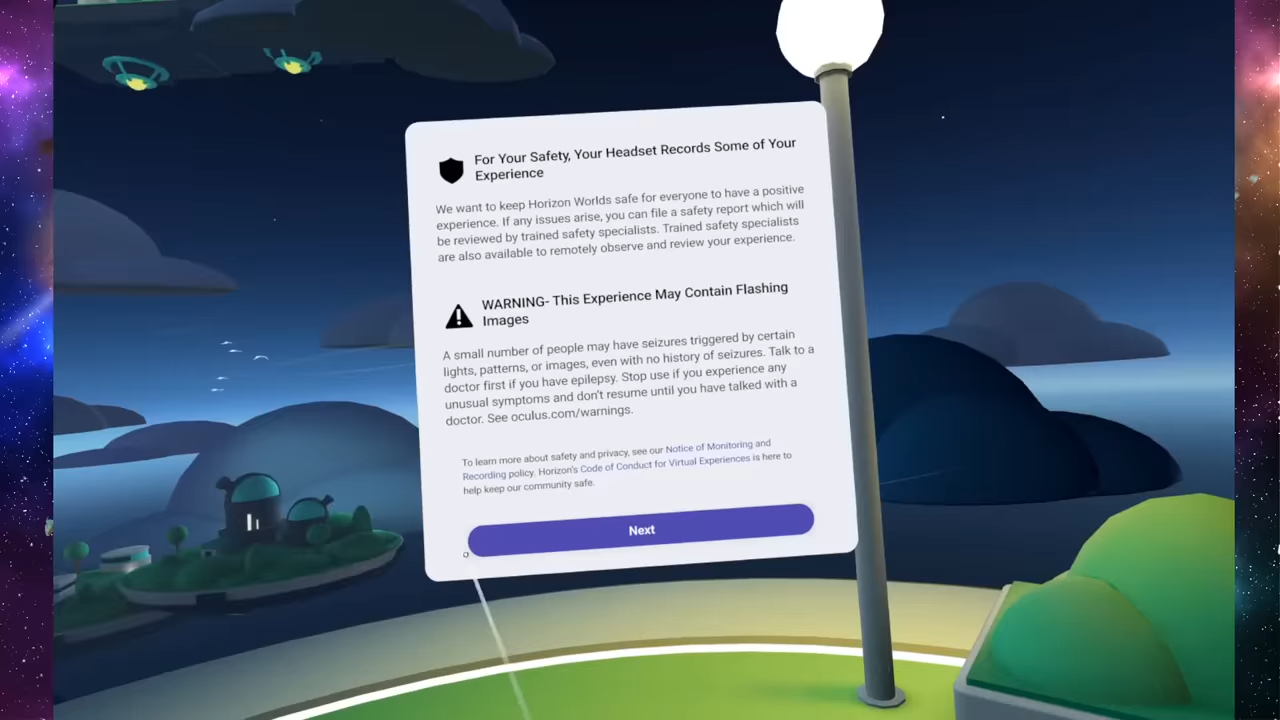 For Your Safety, Your Headset Records Some of Your
Experience
We want to keep Horizon Worlds safe for everyone to have a positive
experience. If any issues arise, you can file a safety report which will
be reviewed by trained safety specialists. Trained safety specialists
are also available to remotely observe and review your experience.
WARNING- This Experience May Contain Flashing
Images
A small number of people may have seizures triggered by certain
lights, patterns, or images, even with no history of seizures. Talk to a
doctor first if you have epilepsy. Stop use if you experience any
unusual symptoms and don't resume until you have talked with a
doctor. See oculus.com/warnings.
To learn more about safety and privacy, see our Notice of Monitoring and
Recording policy. Horizon's Code of Conduct for Virtual Experiences is here to
help keep our community safe.
Next